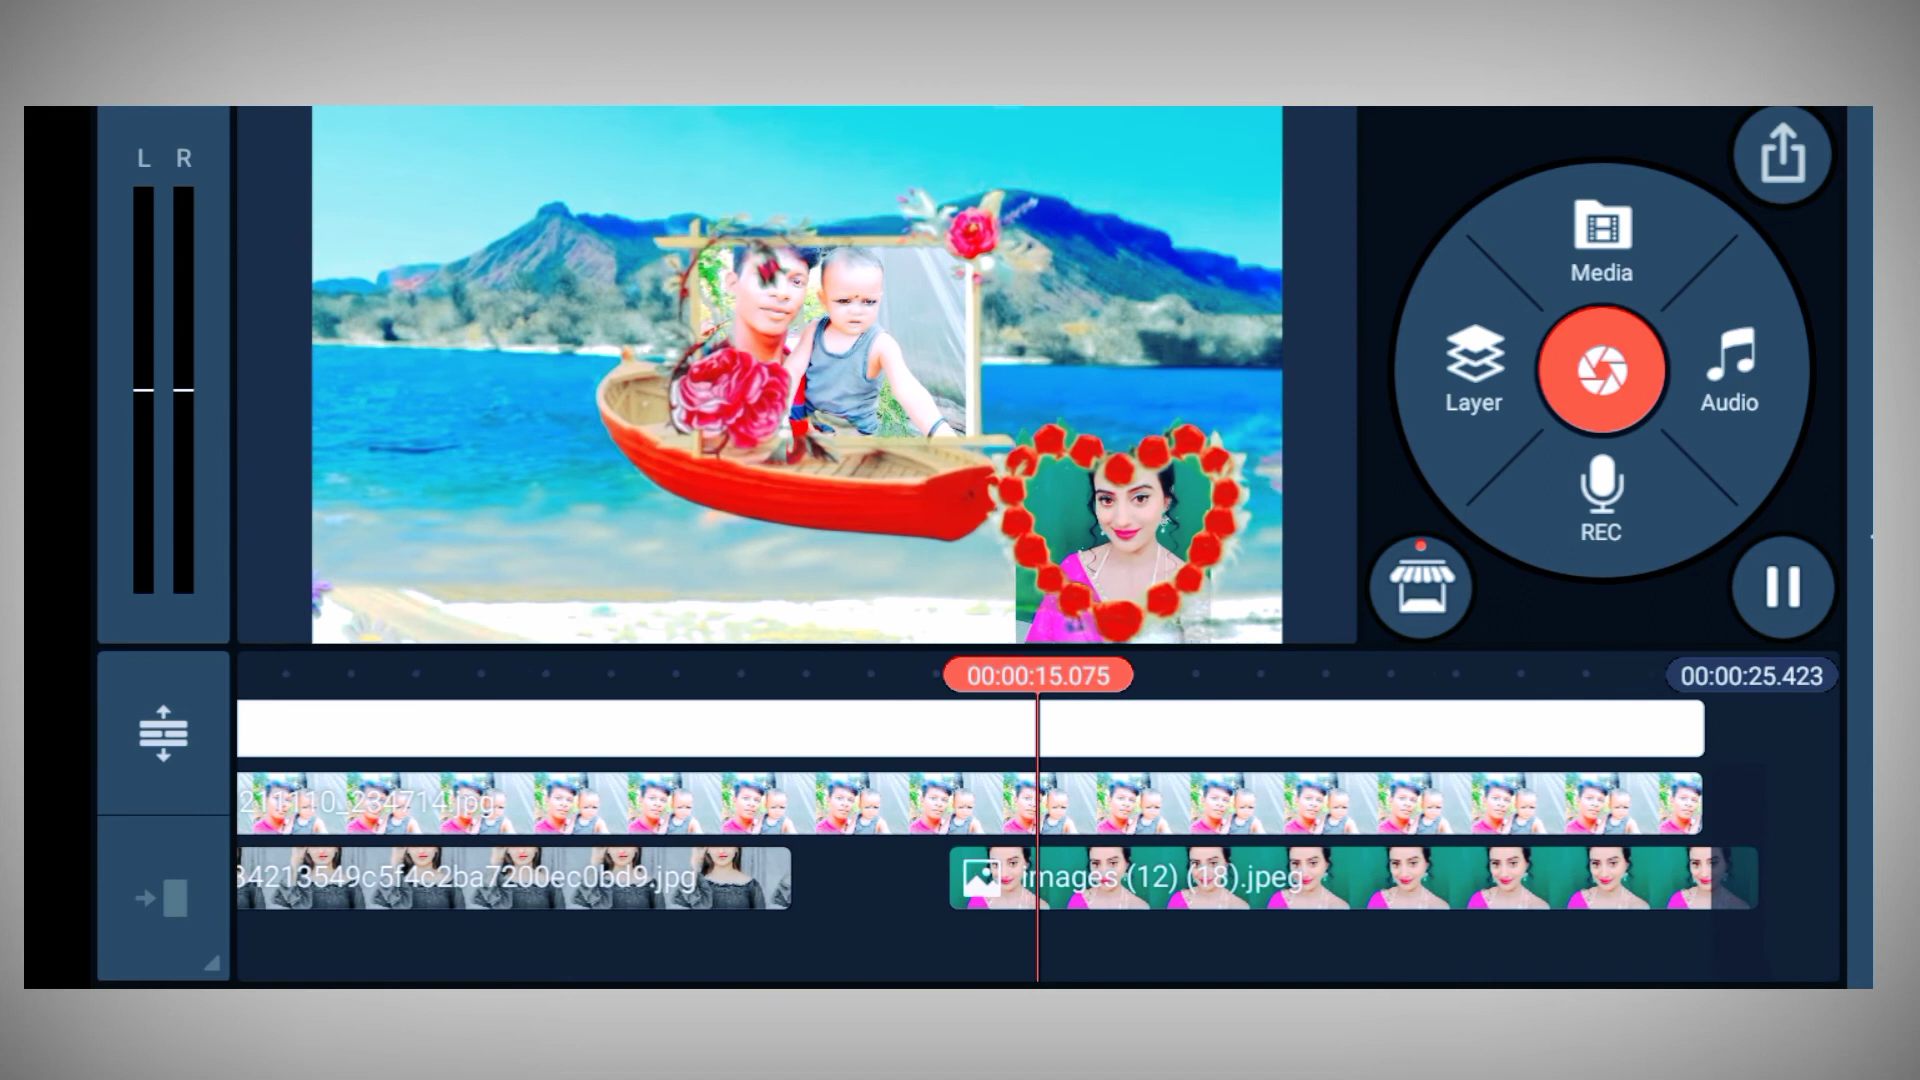 L R
Media
Layer
Audio
REC
00:00:15.075
00:00:25.423
211110_234714.jpg
34213549c5f4c2ba7200ec0bd9.jpg
images (12) (18).jpeg